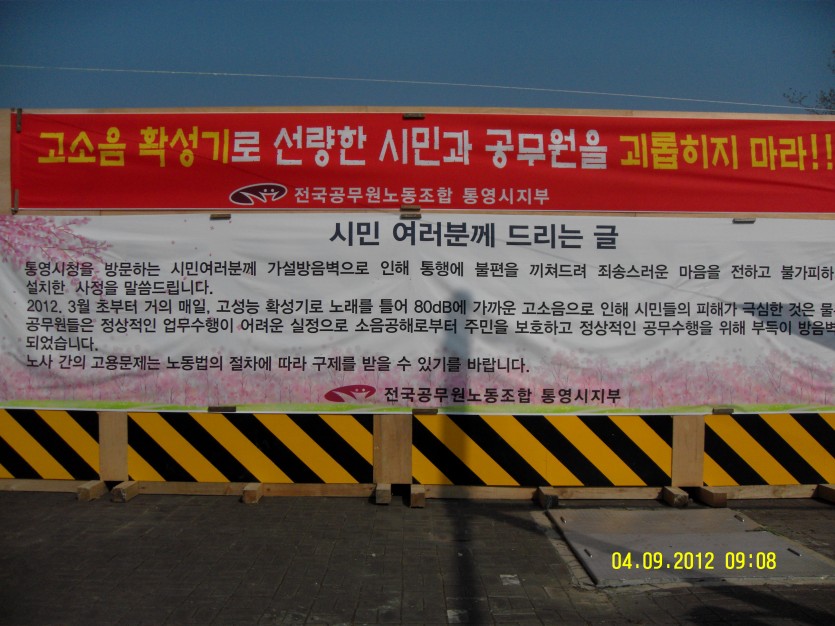 고소음 확성기로 선량한 시민과 공무원을 괴롭히지 마라!!
전국공무원노동조합 통영시지부
시민 여러분께 드리는 글
통영시청을 방문하는 시민여러분께 가설방음벽으로 인해 통행에 불편을 끼쳐드려 죄송스러운 마음을 전하고 불가피하
설치한 사정을 말씀드립니다.
2012. 3월 초부터 거의 매일, 고성능 확성기로 노래를 틀어 80dB에 가까운 고소음으로 인해 시민들의 피해가 극심한 것은 물
공무원들은 정상적인 업무수행이 어려운 실정으로 소음공해로부터 주민을 보호하고 정상적인 공무수행을 위해 부득이 방음벽
되었습니다.
노사 간의 고용문제는 노동법의 절차에 따라 구제를 받을 수 있기를 바랍니다.
전국공무원노동조합 통영시지부
04.09.2012 09:08